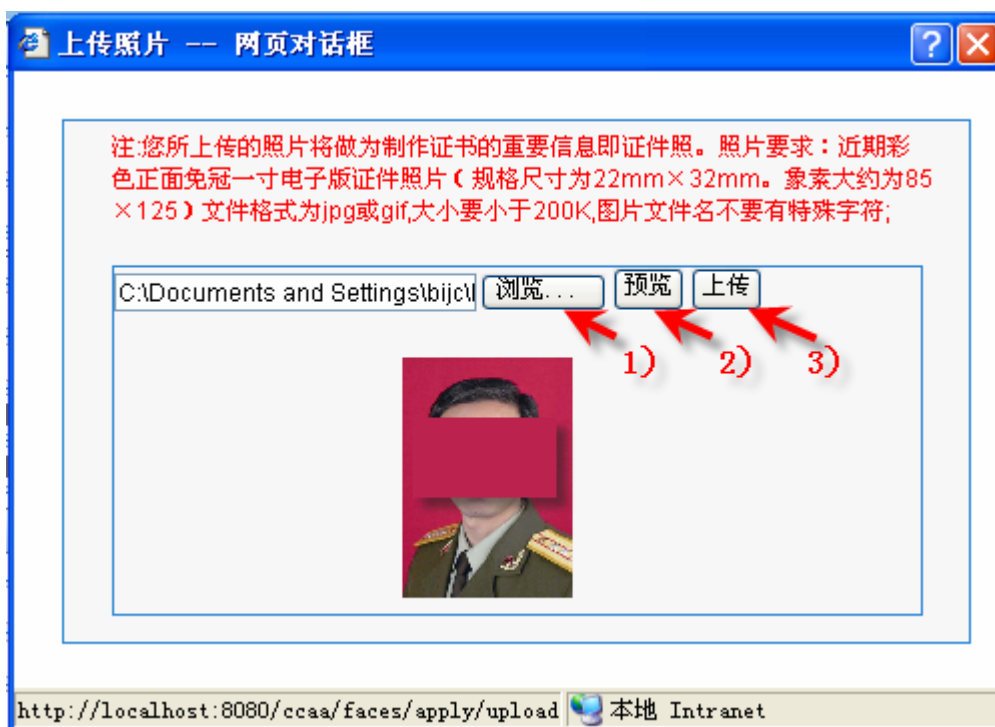 上传照片 -- 网页对话框
注:您所上传的照片将做为制作证书的重要信息即证件照。照片要求：近期彩
色正面免冠一寸电子版证件照片（规格尺寸为22mm×32mm。象素大约为85
×125）文件格式为jpg或gif,大小要小于200K,图片文件名不要有特殊字符;
C:\Documents and Settings\bijc\ 浏览... 预览 上传
1) 2) 3)
http://localhost:8080/ccaa/faces/apply/upload 本地 Intranet